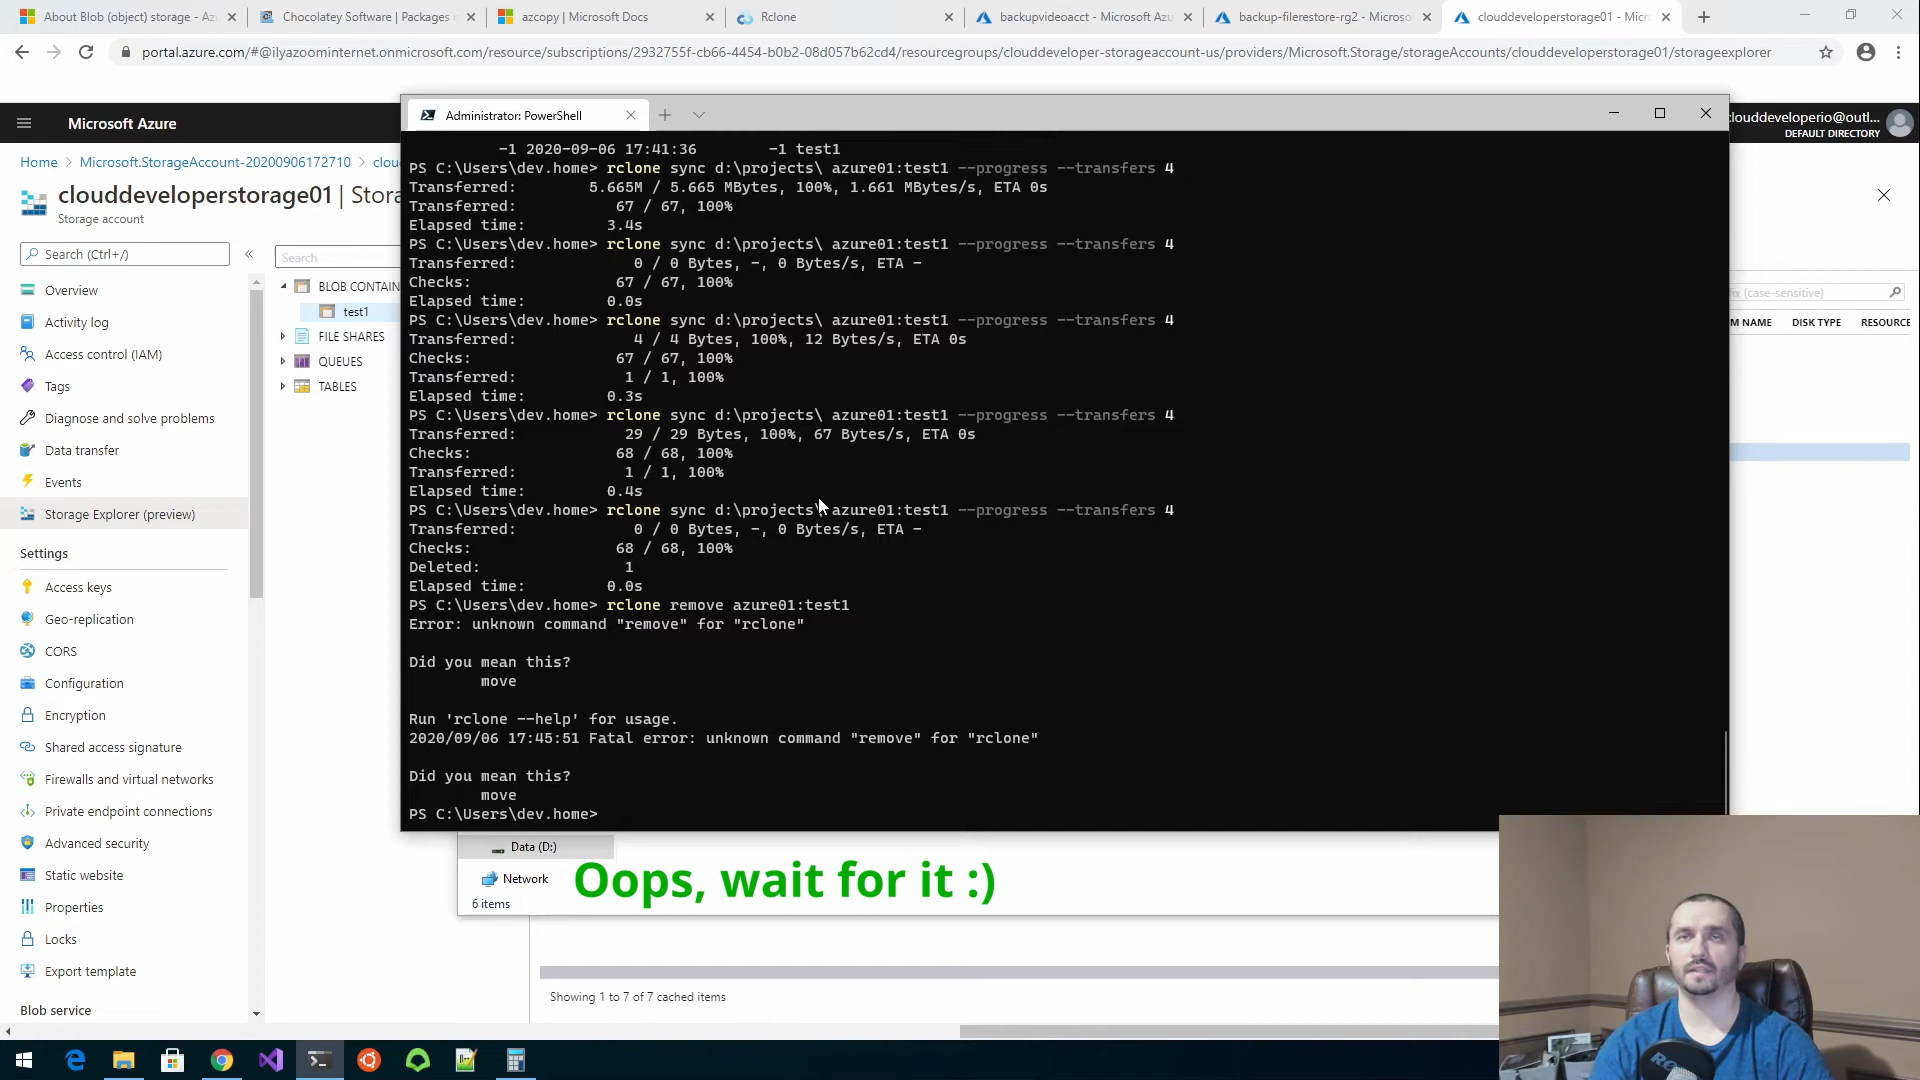 About Blob (object) storage - Az
Chocolatey Software | Packages
azcopy | Microsoft Docs
Rclone
backupvideoacct - Microsoft Azu
backup-filerestore-rg2 - Microso
clouddeveloperstorage01 - Micr
portal.azure.com/#@ilyazoominternet.onmicrosoft.com/resource/subscriptions/2932755f-cb66-4454-b0b2-08d057b62cd4/resourcegroups/clouddeveloper-storageaccount-us/providers/Microsoft.Storage/storageAccounts/clouddeveloperstorage01/storageexplorer
Microsoft Azure
clouddeveloperio@outl...
DEFAULT DIRECTORY
Home > Microsoft.StorageAccount-20200906172710 > clou
clouddeveloperstorage01 | Stora
Storage account
Search (Ctrl+/)
«
Overview
Activity log
Access control (IAM)
Tags
Diagnose and solve problems
Data transfer
Events
Storage Explorer (preview)
Settings
Access keys
Geo-replication
CORS
Configuration
Encryption
Shared access signature
Firewalls and virtual networks
Private endpoint connections
Advanced security
Static website
Properties
Locks
Export template
Blob service
Search
BLOB CONTAIN
test1
FILE SHARES
QUEUES
TABLES
Administrator: PowerShell
-1 2020-09-06 17:41:36        -1 test1
PS C:\Users\dev.home> rclone sync d:\projects\ azure01:test1 --progress --transfers 4
Transferred:        5.665M / 5.665 MBytes, 100%, 1.661 MBytes/s, ETA 0s
Transferred:           67 / 67, 100%
Elapsed time:         3.4s
PS C:\Users\dev.home> rclone sync d:\projects\ azure01:test1 --progress --transfers 4
Transferred:             0 / 0 Bytes, -, 0 Bytes/s, ETA -
Checks:                67 / 67, 100%
Elapsed time:         0.0s
PS C:\Users\dev.home> rclone sync d:\projects\ azure01:test1 --progress --transfers 4
Transferred:             4 / 4 Bytes, 100%, 12 Bytes/s, ETA 0s
Checks:                67 / 67, 100%
Transferred:            1 / 1, 100%
Elapsed time:         0.3s
PS C:\Users\dev.home> rclone sync d:\projects\ azure01:test1 --progress --transfers 4
Transferred:            29 / 29 Bytes, 100%, 67 Bytes/s, ETA 0s
Checks:                68 / 68, 100%
Transferred:            1 / 1, 100%
Elapsed time:         0.4s
PS C:\Users\dev.home> rclone sync d:\projects\ azure01:test1 --progress --transfers 4
Transferred:             0 / 0 Bytes, -, 0 Bytes/s, ETA -
Checks:                68 / 68, 100%
Deleted:                1
Elapsed time:         0.0s
PS C:\Users\dev.home> rclone remove azure01:test1
Error: unknown command "remove" for "rclone"
Did you mean this?
move
Run 'rclone --help' for usage.
2020/09/06 17:45:51 Fatal error: unknown command "remove" for "rclone"
Did you mean this?
move
PS C:\Users\dev.home>
fix (case-sensitive)
M NAME DISK TYPE RESOURCE
Data (D:)
Network
6 items
Oops, wait for it :)
Showing 1 to 7 of 7 cached items